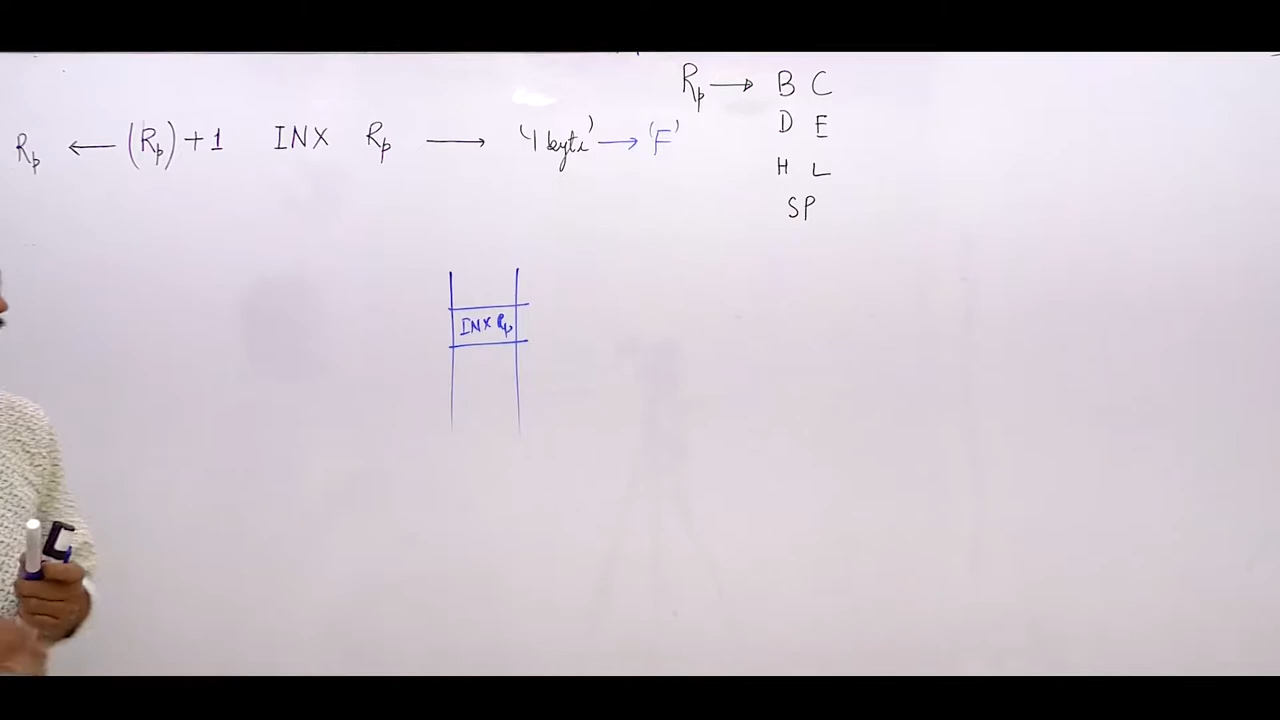 Rp → B C
Rp ← (Rp) + 1 INX Rp → '1 byte' → 'F'
D E
H L
SP
INX Rp